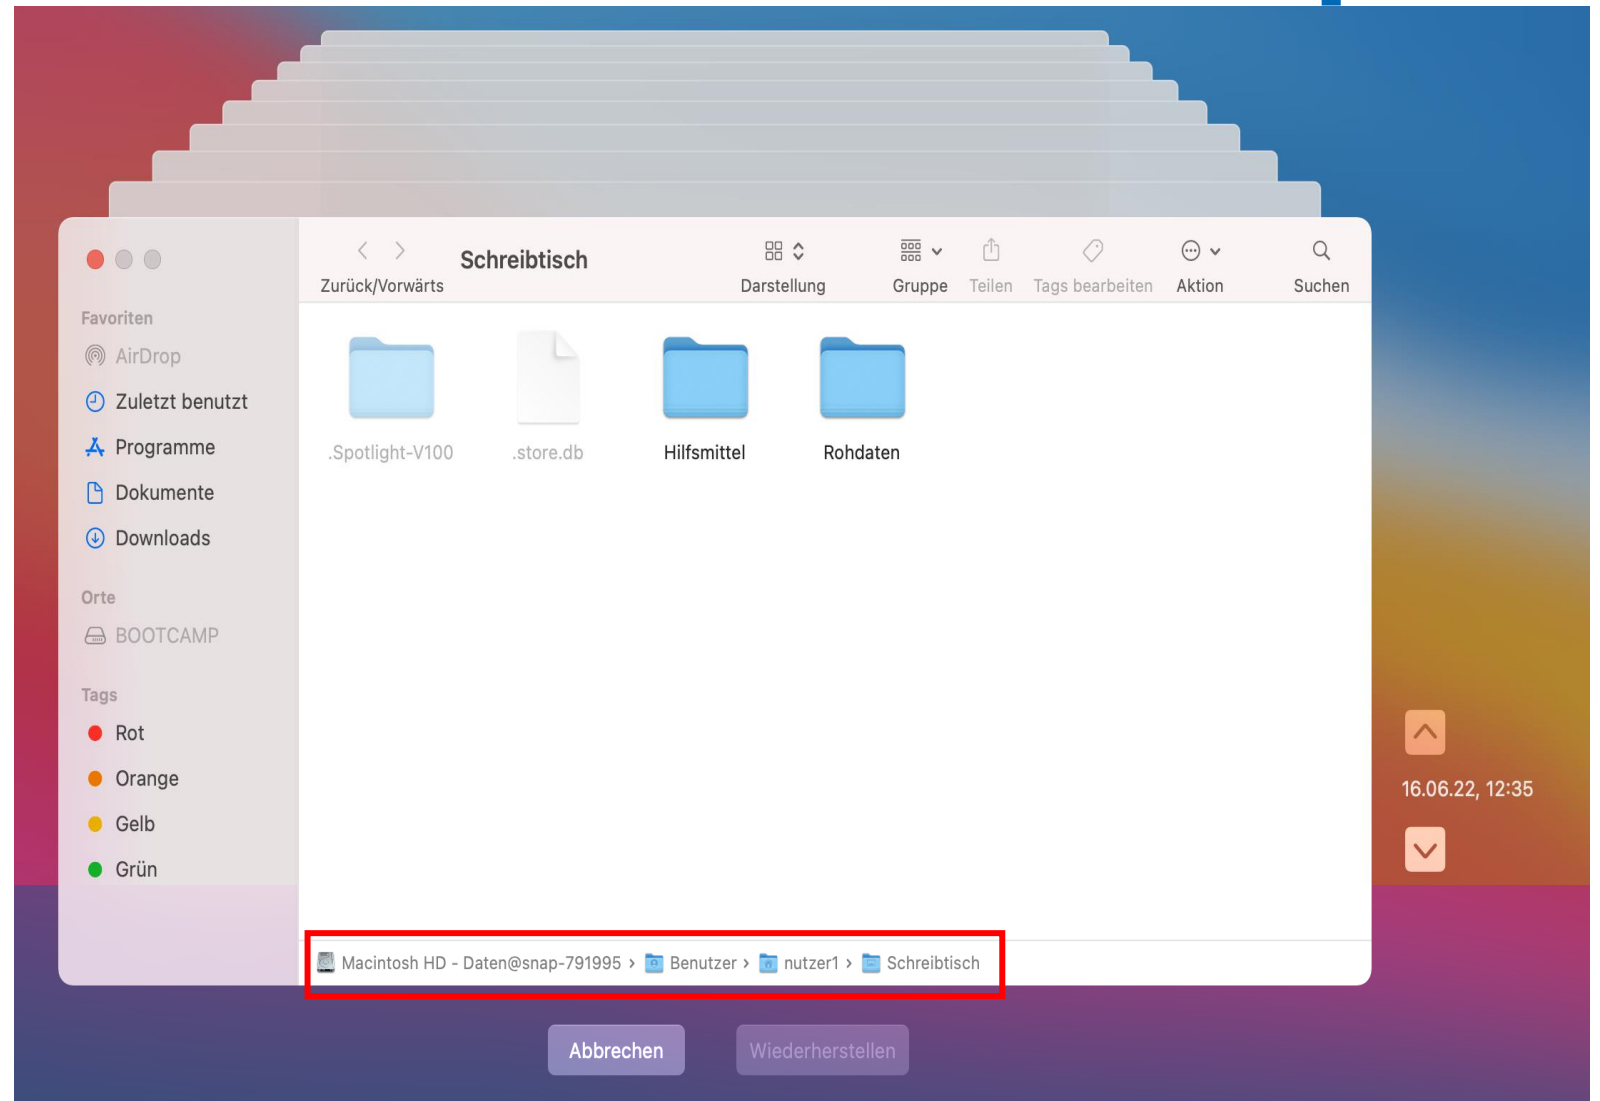 Schreibtisch
Zurück/Vorwärts
Darstellung
Gruppe
Teilen
Tags bearbeiten
Aktion
Suchen
Favoriten
AirDrop
Zuletzt benutzt
Programme
Dokumente
Downloads
Orte
BOOTCAMP
Tags
Rot
Orange
Gelb
Grün
.Spotlight-V100
.store.db
Hilfsmittel
Rohdaten
16.06.22, 12:35
Macintosh HD - Daten@snap-791995 › Benutzer › nutzer1 › Schreibtisch
Abbrechen
Wiederherstellen